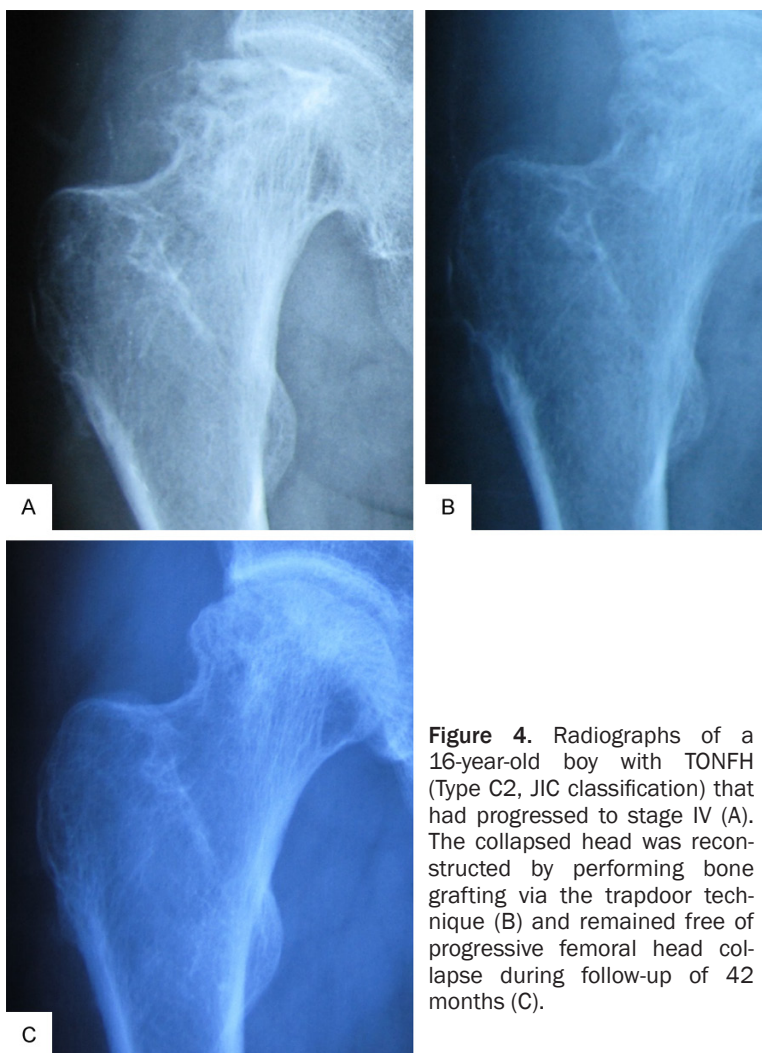 A
B
C
Figure 4. Radiographs of a
16-year-old boy with TONFH
(Type C2, JIC classification) that
had progressed to stage IV (A).
The collapsed head was recon-
structed by performing bone
grafting via the trapdoor tech-
nique (B) and remained free of
progressive femoral head col-
lapse during follow-up of 42
months (C).